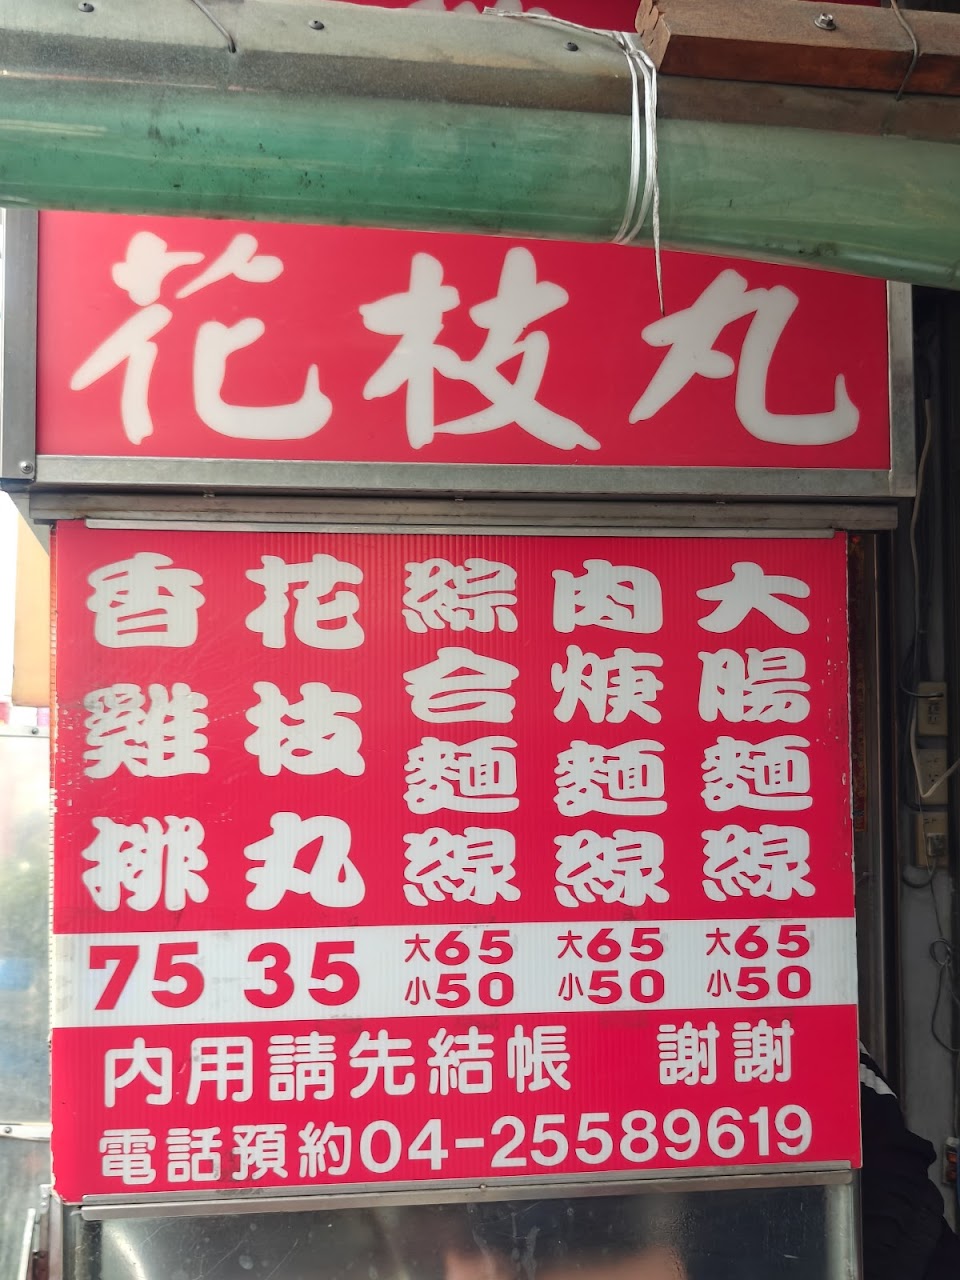 花枝丸
大腸麵線
大65
小50
肉焿麵線
大65
小50
綜合麵線
大65
小50
花枝丸
35
香雞排
75
內用請先結帳 謝謝
電話預約04-25589619